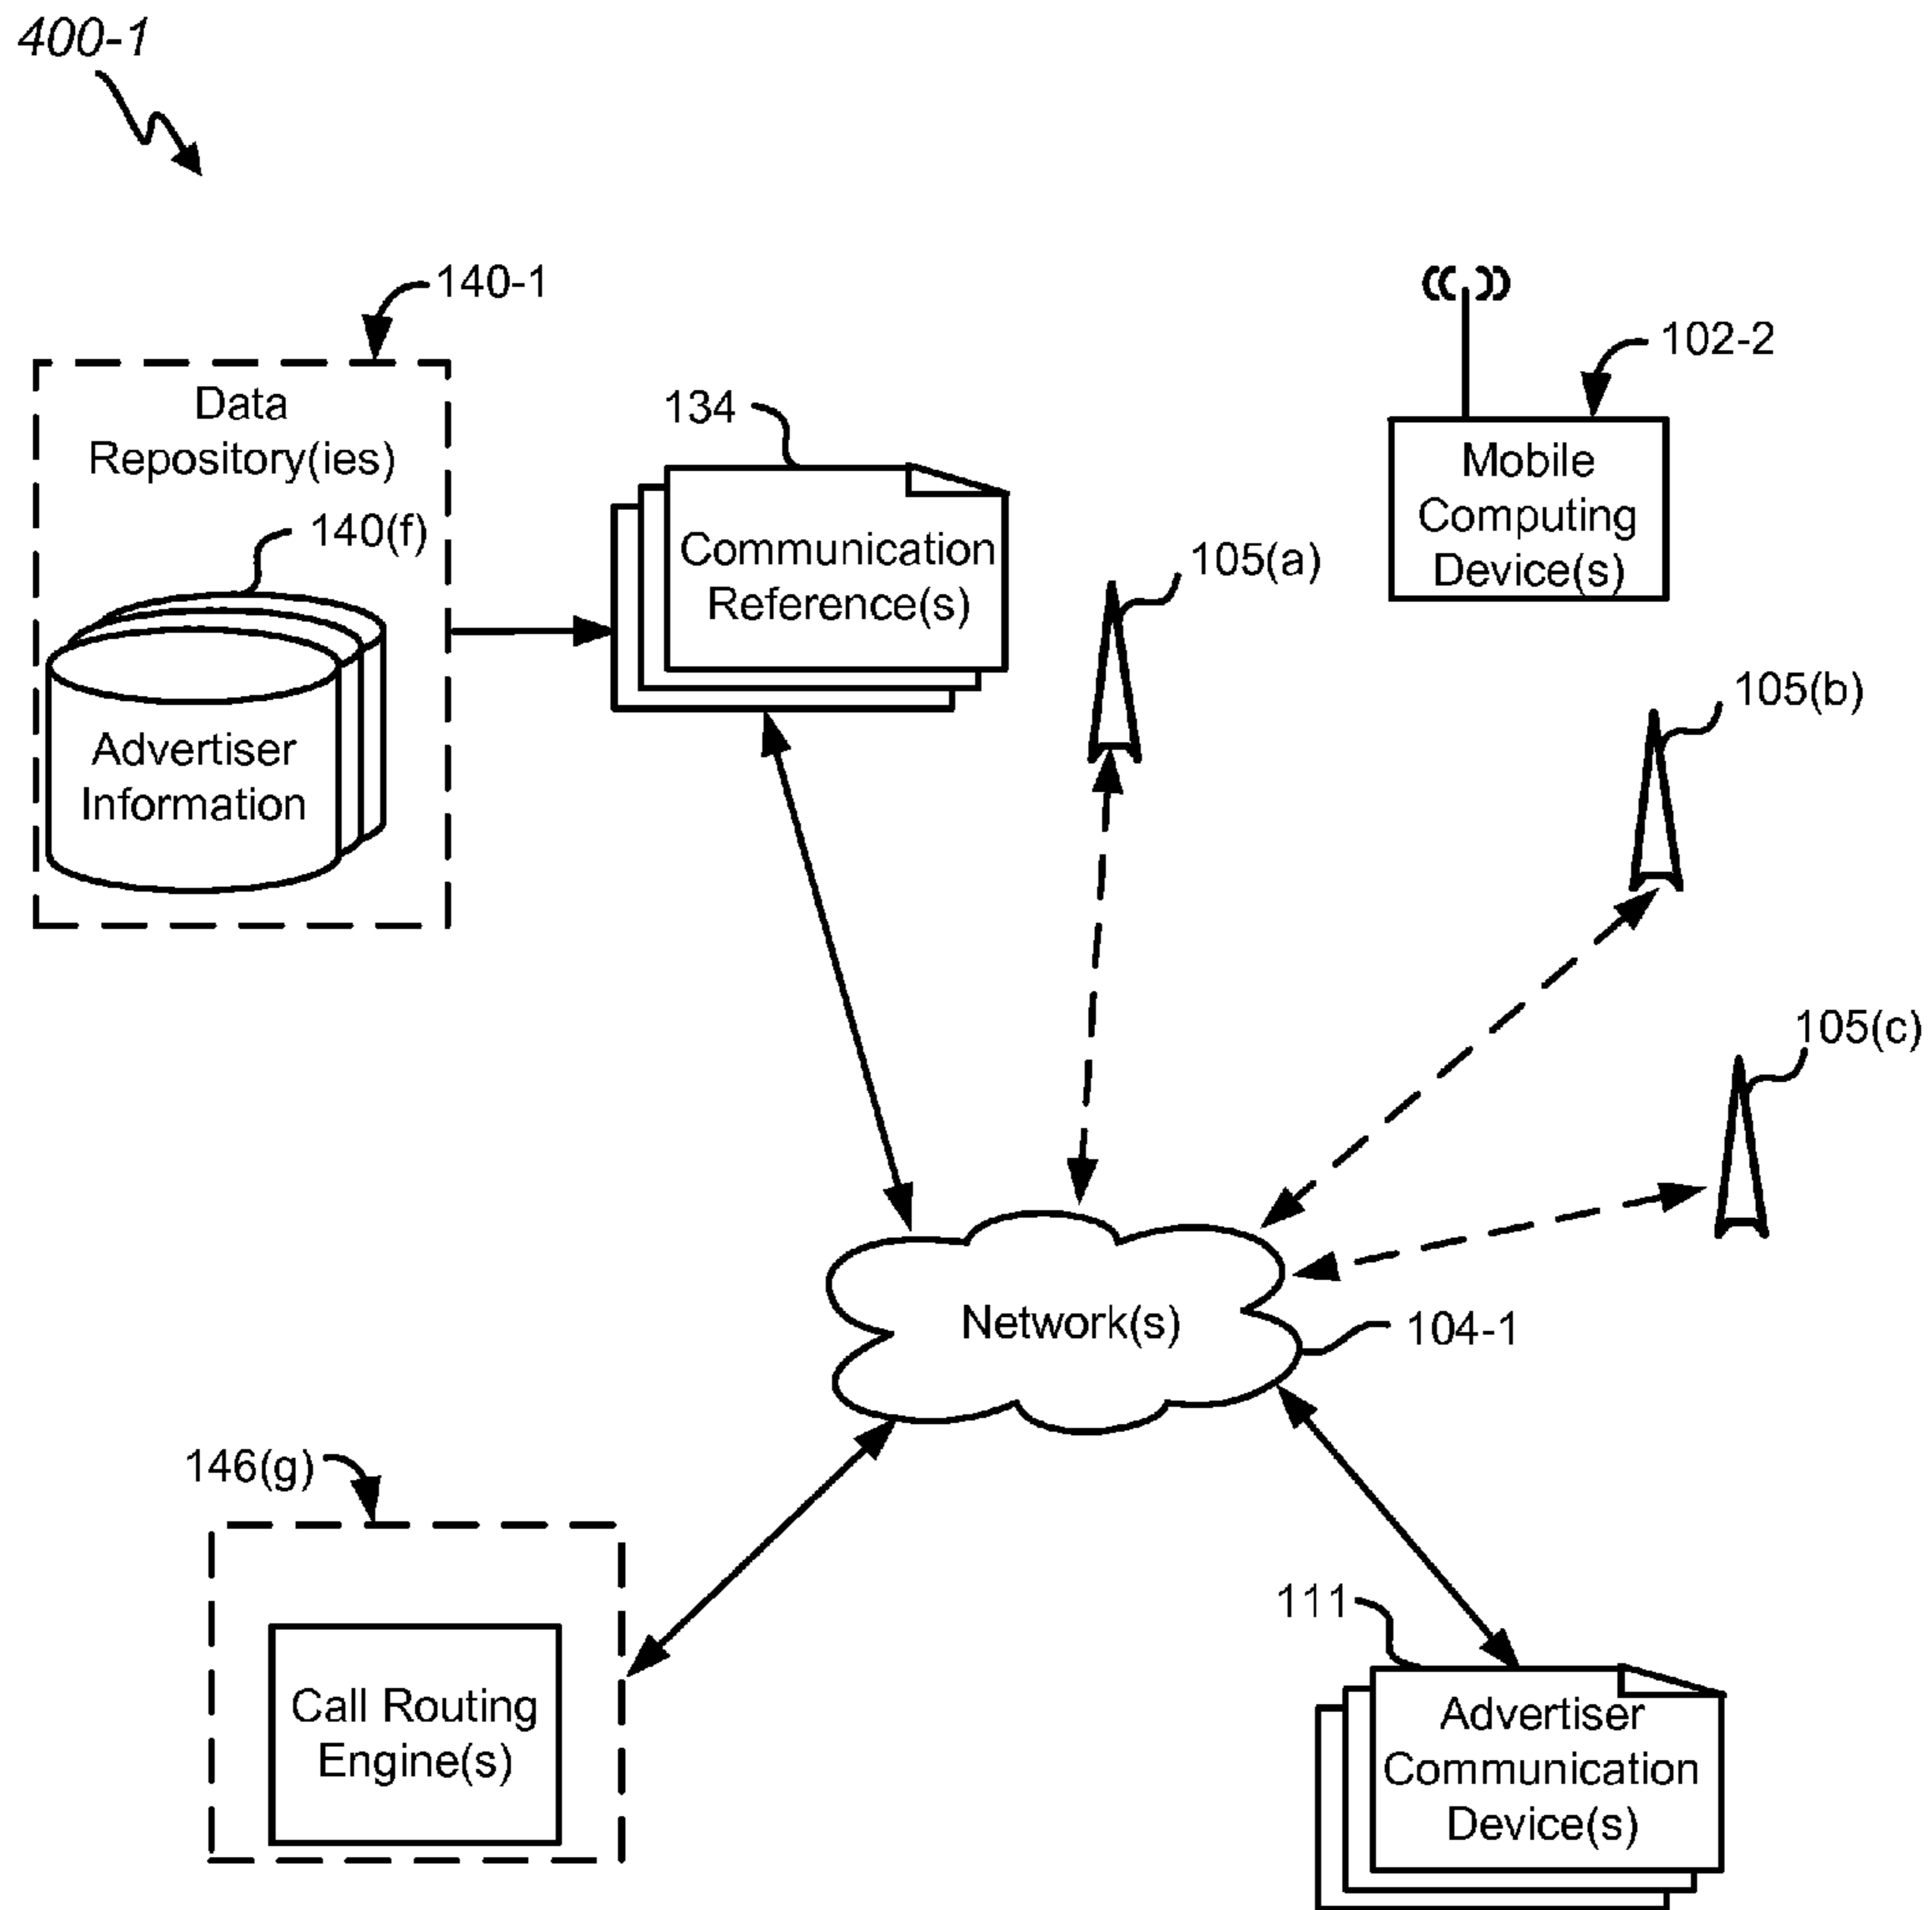 400-1
140-1
Data
Repository(ies)
140(f)
Advertiser
Information
134
Communication
Reference(s)
102-2
Mobile
Computing
Device(s)
105(a)
105(b)
105(c)
Network(s)
104-1
146(g)
Call Routing
Engine(s)
111
Advertiser
Communication
Device(s)